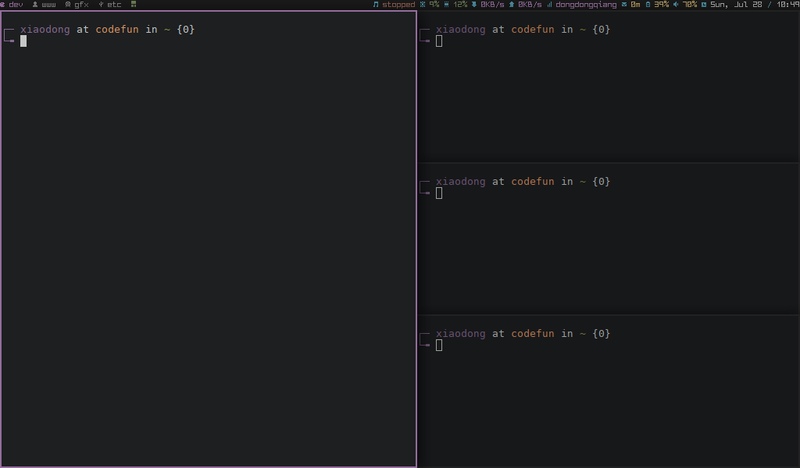 dev www gfx etc stopped 9% 12% 0KB/s 0KB/s dongdongqiang 0m 39% 70% Sun, Jul 20 / 10:49
xiaodong at codefun in ~ {0}
xiaodong at codefun in ~ {0}
xiaodong at codefun in ~ {0}
xiaodong at codefun in ~ {0}